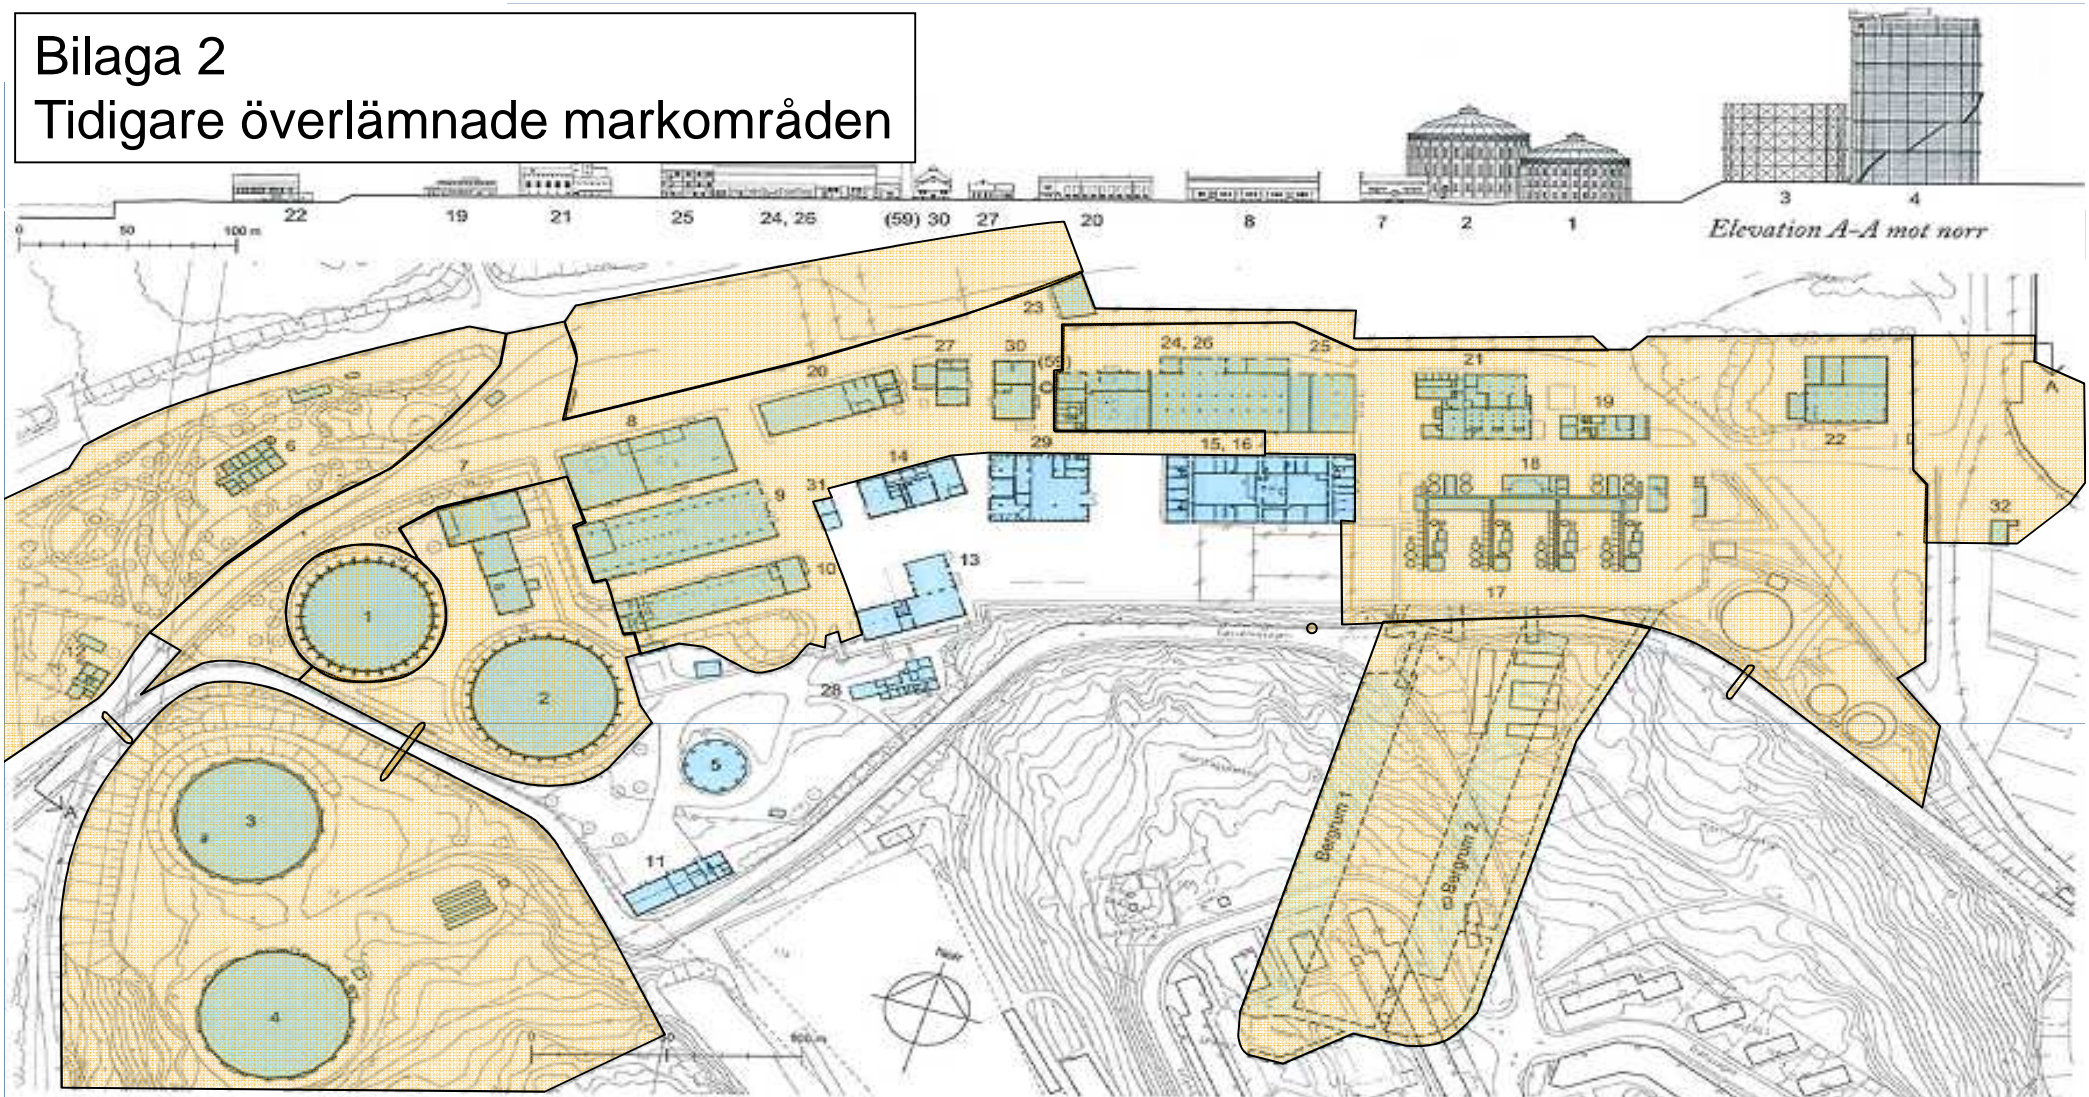 Bilaga 2
Tidigare överlämnade markområden
22 19 21 25 24, 26 (59) 30 27 20 8 7 2 1 3 4
0 50 100 m
Elevation A-A mot norr
23
27 30 (59) 24, 26 25 21
20 19
A
8 22
6 29 15, 16
7 14 18
9 31
32
13
10
17
1
12
28
2
5
3
A
Bergrum 1
Bergrum 2
11
4
Norr
0